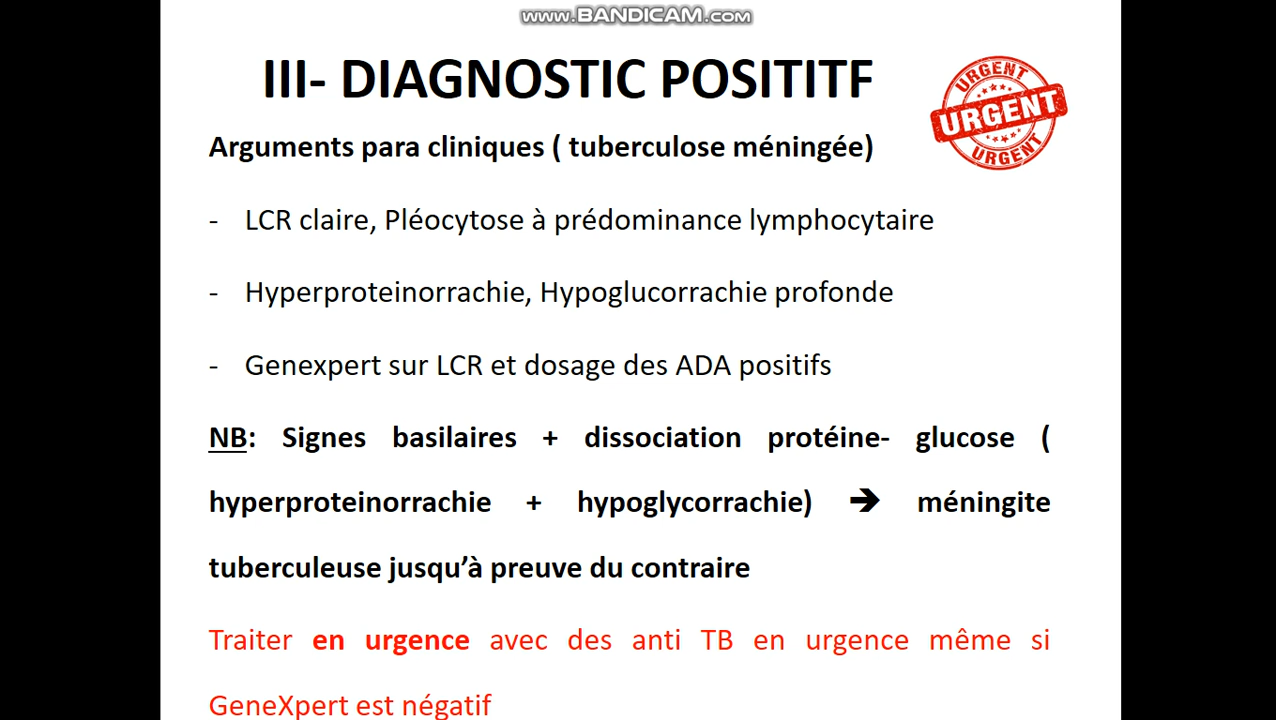 www.BANDICAM.com
III- DIAGNOSTIC POSITITF
URGENT
URGENT
URGENT
Arguments para cliniques ( tuberculose méningée)
- LCR claire, Pléocytose à prédominance lymphocytaire
- Hyperproteinorrachie, Hypoglucorrachie profonde
- Genexpert sur LCR et dosage des ADA positifs
NB: Signes basilaires + dissociation protéine- glucose (
hyperproteinorrachie + hypoglycorrachie) ➔ méningite
tuberculeuse jusqu’à preuve du contraire
Traiter en urgence avec des anti TB en urgence même si
GeneXpert est négatif